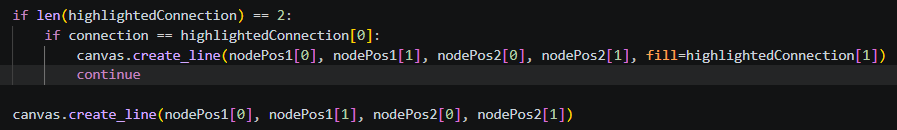 if len(highlightedConnection) == 2:
    if connection == highlightedConnection[0]:
        canvas.create_line(nodePos1[0], nodePos1[1], nodePos2[0], nodePos2[1], fill=highlightedConnection[1])
        continue

canvas.create_line(nodePos1[0], nodePos1[1], nodePos2[0], nodePos2[1])